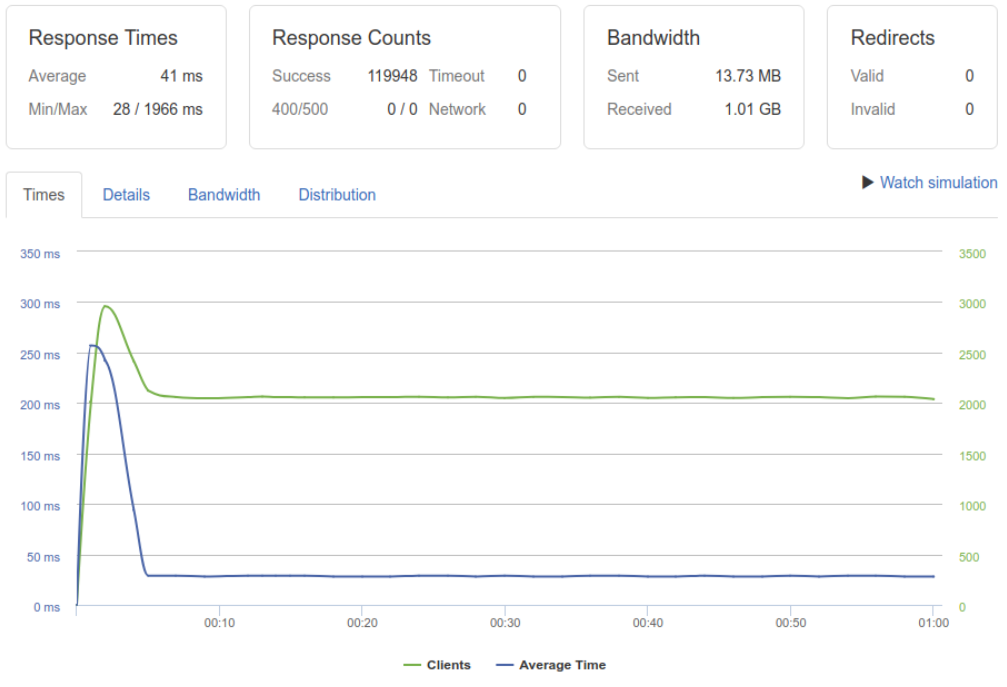 Response Times
Average 41 ms
Min/Max 28 / 1966 ms
Response Counts
Success 119948 Timeout 0
400/500 0 / 0 Network 0
Bandwidth
Sent 13.73 MB
Received 1.01 GB
Redirects
Valid 0
Invalid 0
Times Details Bandwidth Distribution
Watch simulation
350 ms 3500
300 ms 3000
250 ms 2500
200 ms 2000
150 ms 1500
100 ms 1000
50 ms 500
0 ms 0
00:10 00:20 00:30 00:40 00:50 01:00
Clients Average Time